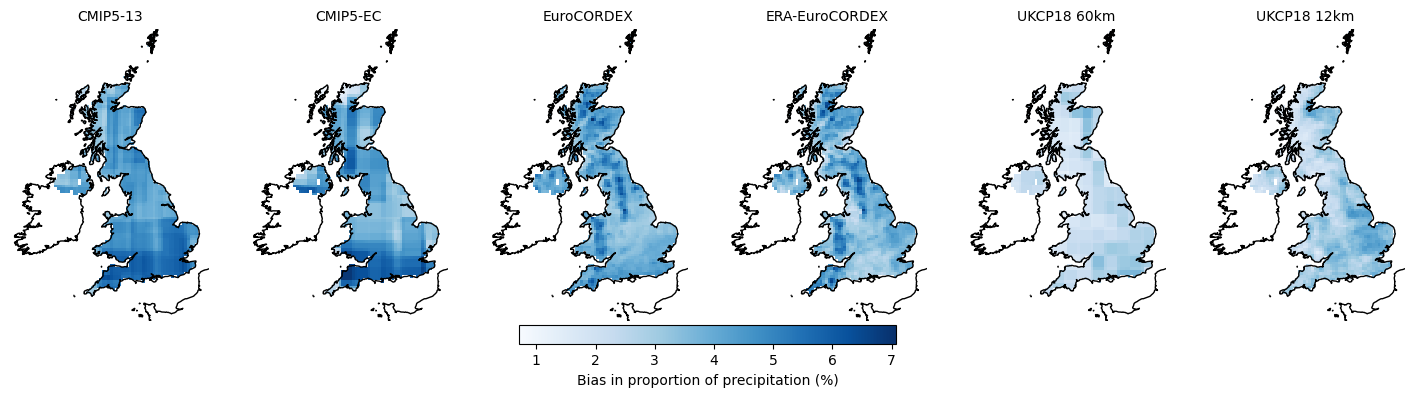 CMIP5-13
CMIP5-EC
EuroCORDEX
ERA-EuroCORDEX
UKCP18 60km
UKCP18 12km
1 2 3 4 5 6 7
Bias in proportion of precipitation (%)